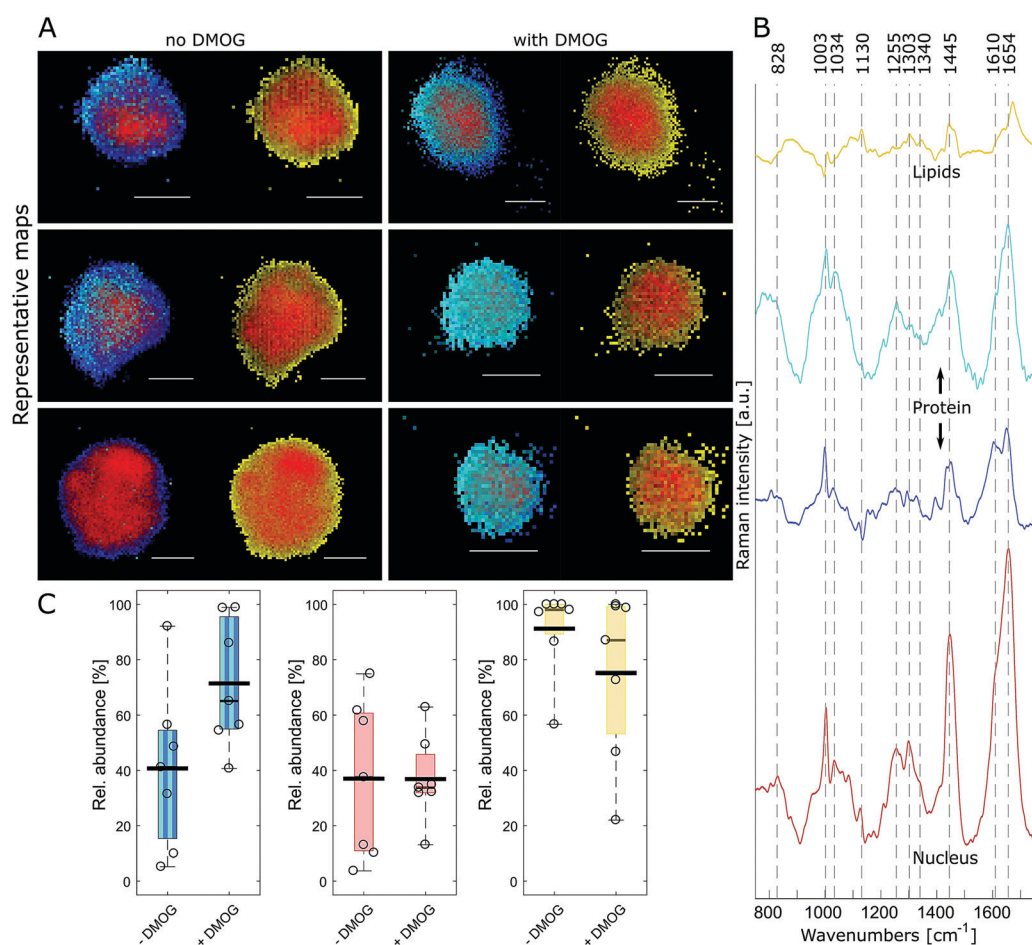 A
no DMOG
with DMOG
Representative maps
B
828
1003
1034
1130
1255
1303
1340
1445
1610
1654
Lipids
Protein
Nucleus
Raman intensity [a.u.]
800 1000 1200 1400 1600
Wavenumbers [cm⁻¹]
C
Rel. abundance [%]
100
80
60
40
20
0
- DMOG
+ DMOG
Rel. abundance [%]
100
80
60
40
20
0
- DMOG
+ DMOG
Rel. abundance [%]
100
80
60
40
20
0
- DMOG
+ DMOG